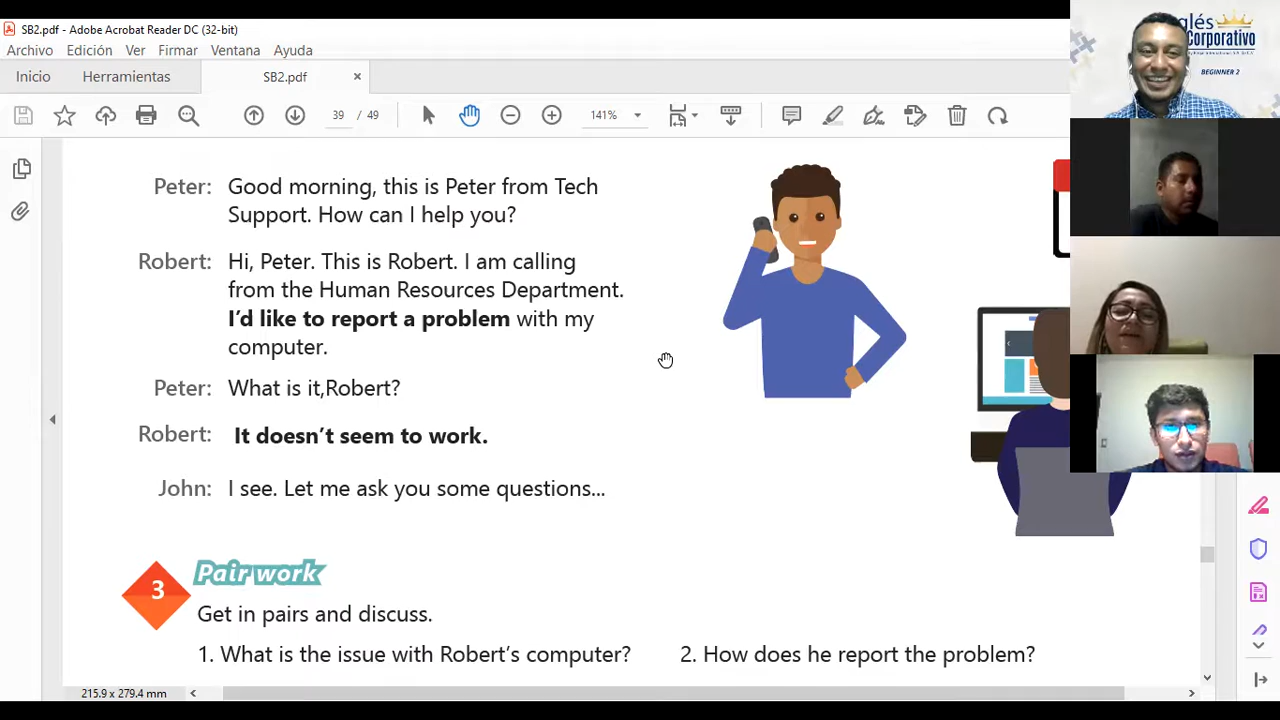 SB2.pdf - Adobe Acrobat Reader DC (32-bit)
Archivo Edición Ver Firmar Ventana Ayuda
Inicio Herramientas SB2.pdf ×
39 / 49 141%
Peter: Good morning, this is Peter from Tech
Support. How can I help you?
Robert: Hi, Peter. This is Robert. I am calling
from the Human Resources Department.
I'd like to report a problem with my
computer.
Peter: What is it,Robert?
Robert: It doesn't seem to work.
John: I see. Let me ask you some questions...
3 Pair work
Get in pairs and discuss.
1. What is the issue with Robert's computer? 2. How does he report the problem?
215.9 x 279.4 mm
glés
Corporativo
BEGINNER 2